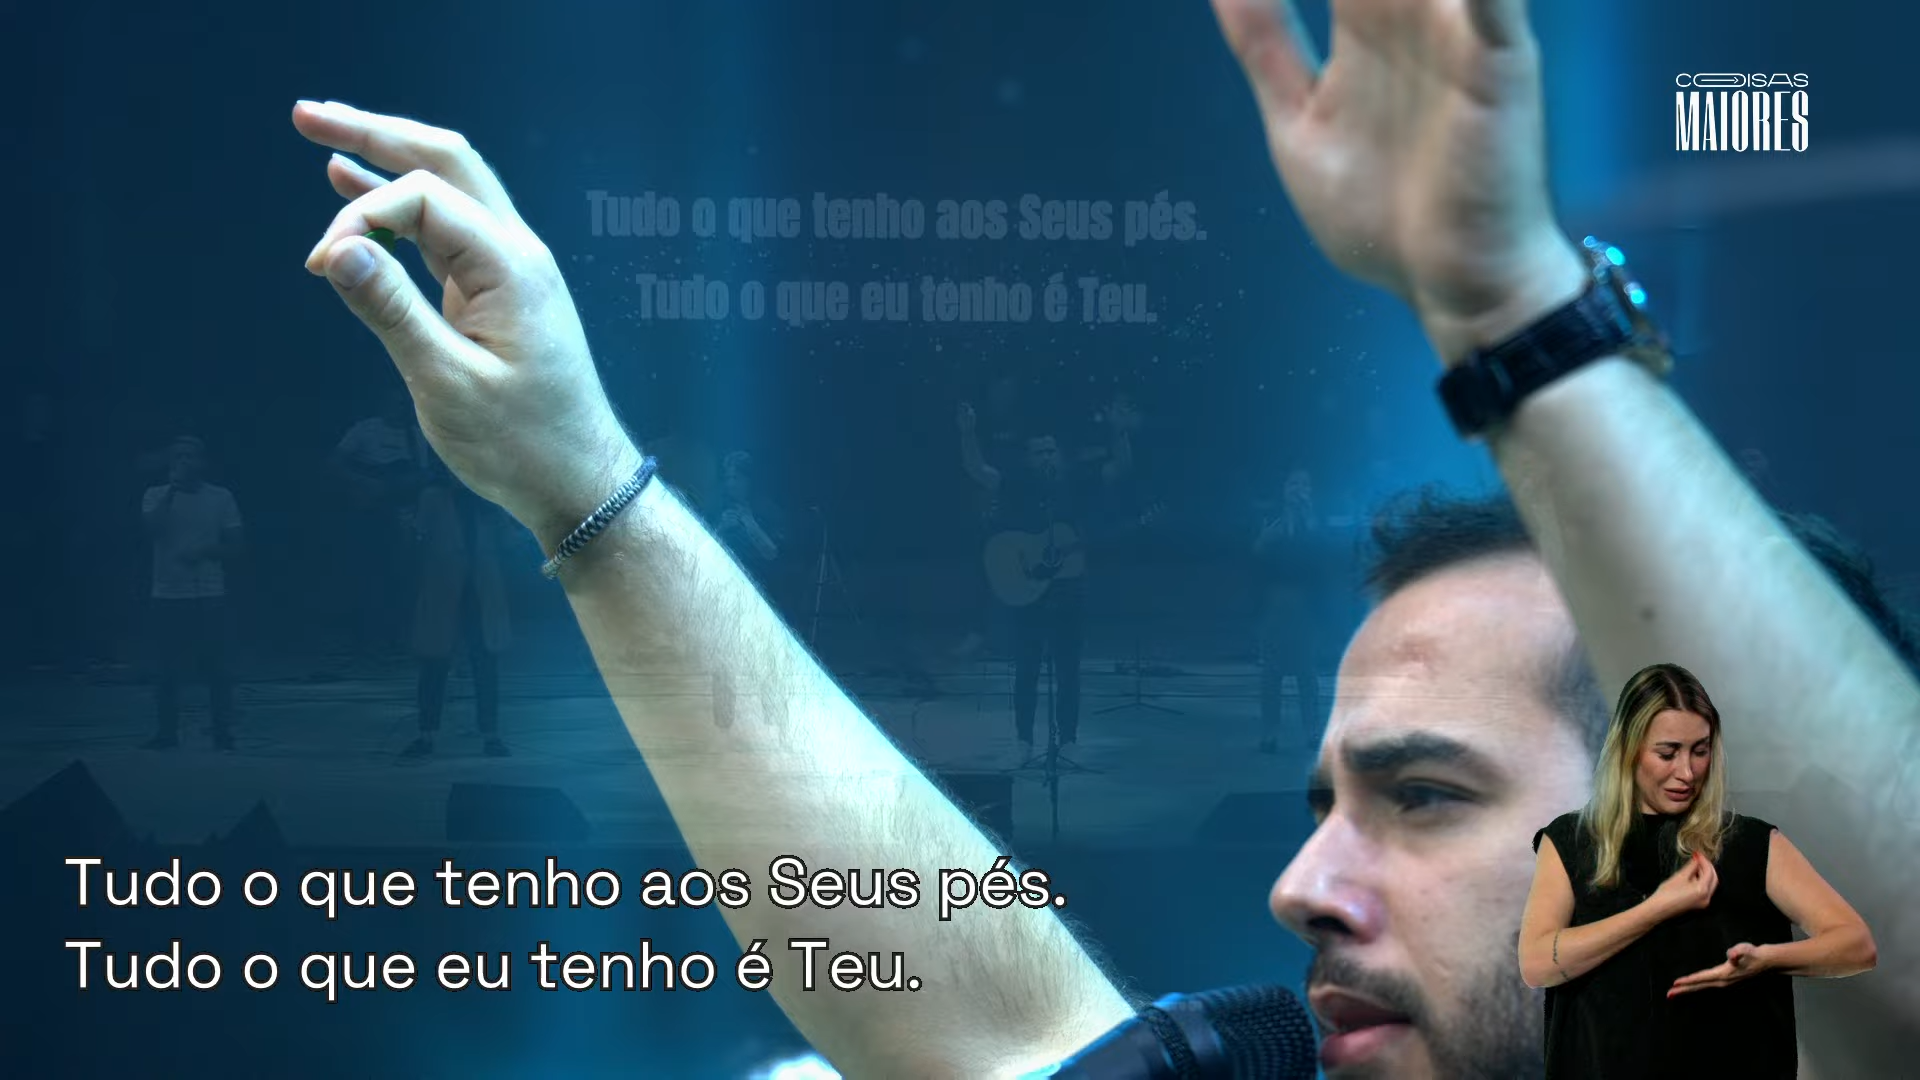 COISAS
MAIORES
Tudo o que tenho aos Seus pés.
Tudo o que eu tenho é Teu.
Tudo o que tenho aos Seus pés.
Tudo o que eu tenho é Teu.